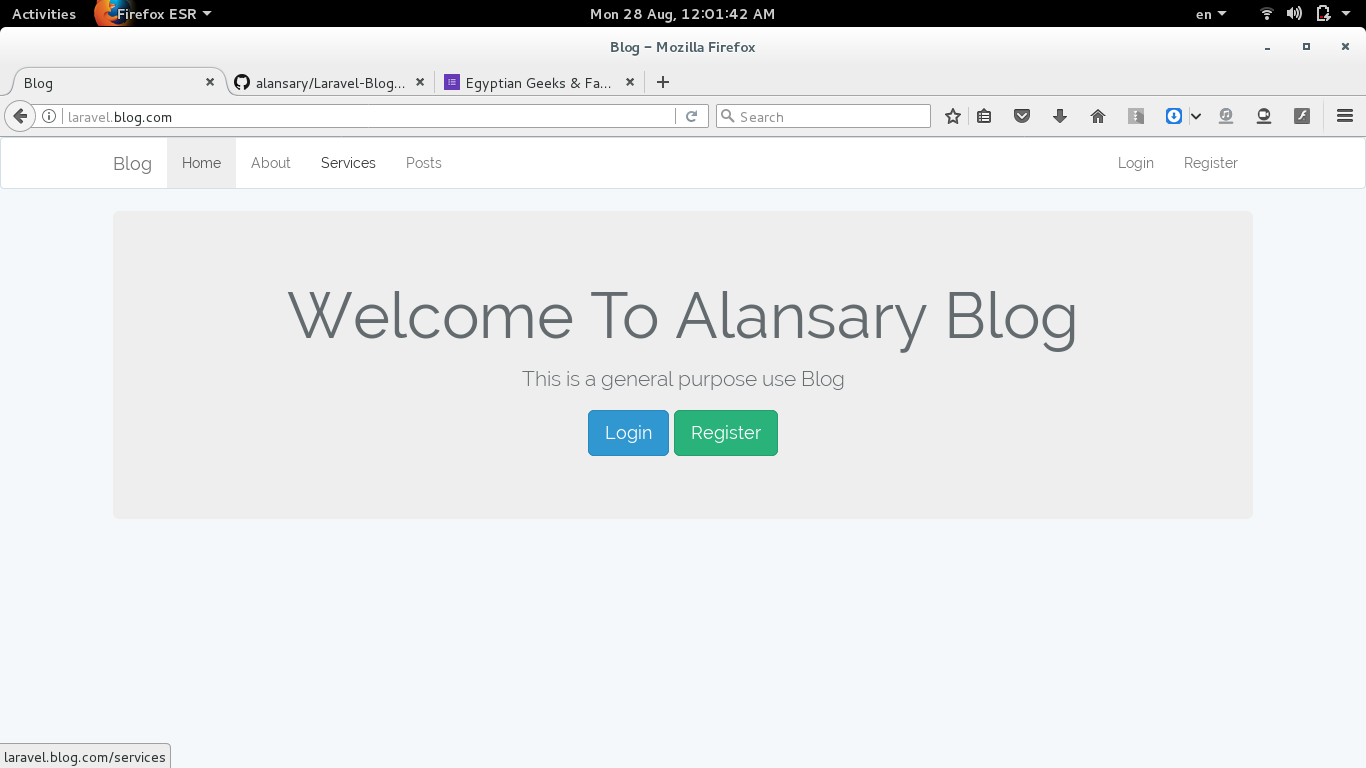 Activities Firefox ESR Mon 28 Aug, 12:01:42 AM en
Blog - Mozilla Firefox
Blog alansary/Laravel-Blog... Egyptian Geeks & Fa...
laravel.blog.com Search
Blog Home About Services Posts Login Register
Welcome To Alansary Blog
This is a general purpose use Blog
Login Register
laravel.blog.com/services